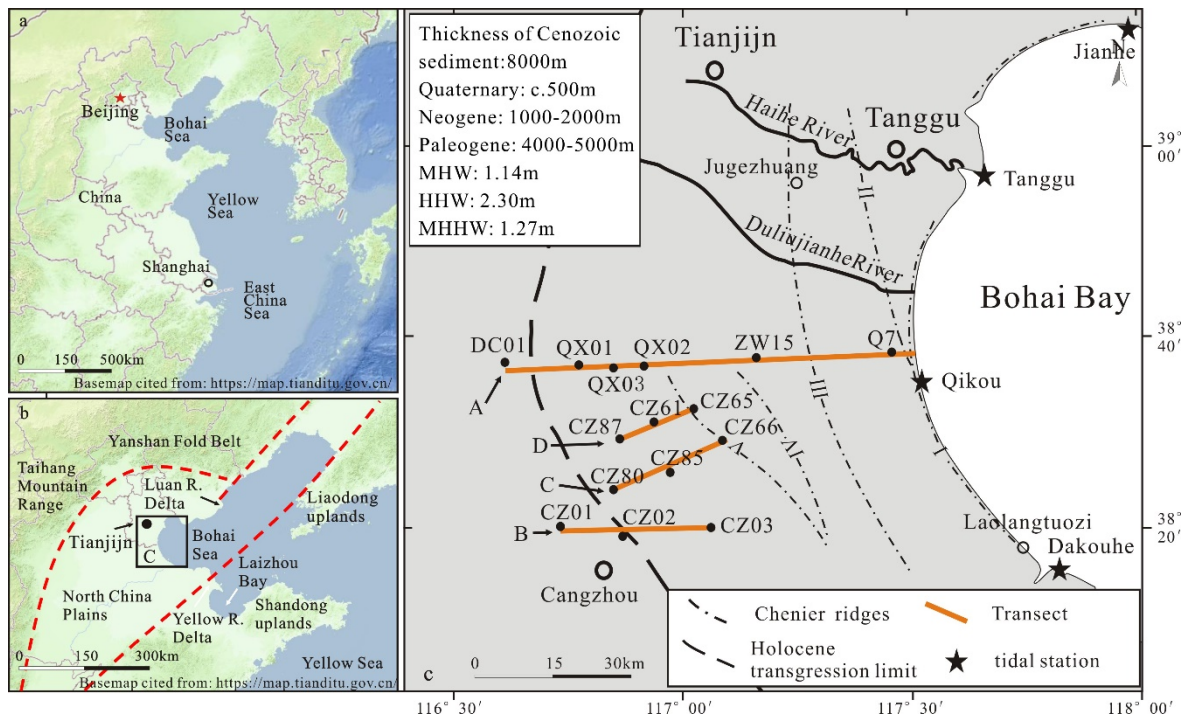 a
Beijing
Bohai
Sea
China
Yellow
Sea
Shanghai
East
China
Sea
0 150 500km
Basemap cited from: https://map.tianditu.gov.cn/
b
Yanshan Fold Belt
Taihang
Mountain
Range
Luan R.
Delta
Liaodong
uplands
Tianjijn
C
Bohai
Sea
Laizhou
Bay
North China
Plains
Yellow R.
Delta
Shandong
uplands
Yellow Sea
0 150 300km
Basemap cited from: https://map.tianditu.gov.cn/
Thickness of Cenozoic
sediment:8000m
Quaternary: c.500m
Neogene: 1000-2000m
Paleogene: 4000-5000m
MHW: 1.14m
HHW: 2.30m
MHHW: 1.27m
Tianjijn
Jianhe
N
Haihe River
Tanggu
Jugezhuang
Tanggu
II
DuliujianheRiver
Bohai Bay
DC01
QX01
QX02
QX03
ZW15
Q7
Qikou
A
III
CZ61
CZ65
CZ87
CZ66
D
V
VI
I
CZ85
C
CZ80
CZ01
CZ02
CZ03
B
Laolangtuozi
Dakouhe
Cangzhou
Chenier ridges
Transect
Holocene
transgression limit
tidal station
c
0 15 30km
39
00′
38°
40′
38°
20′
116°30′
117°00′
117°30′
118°00′